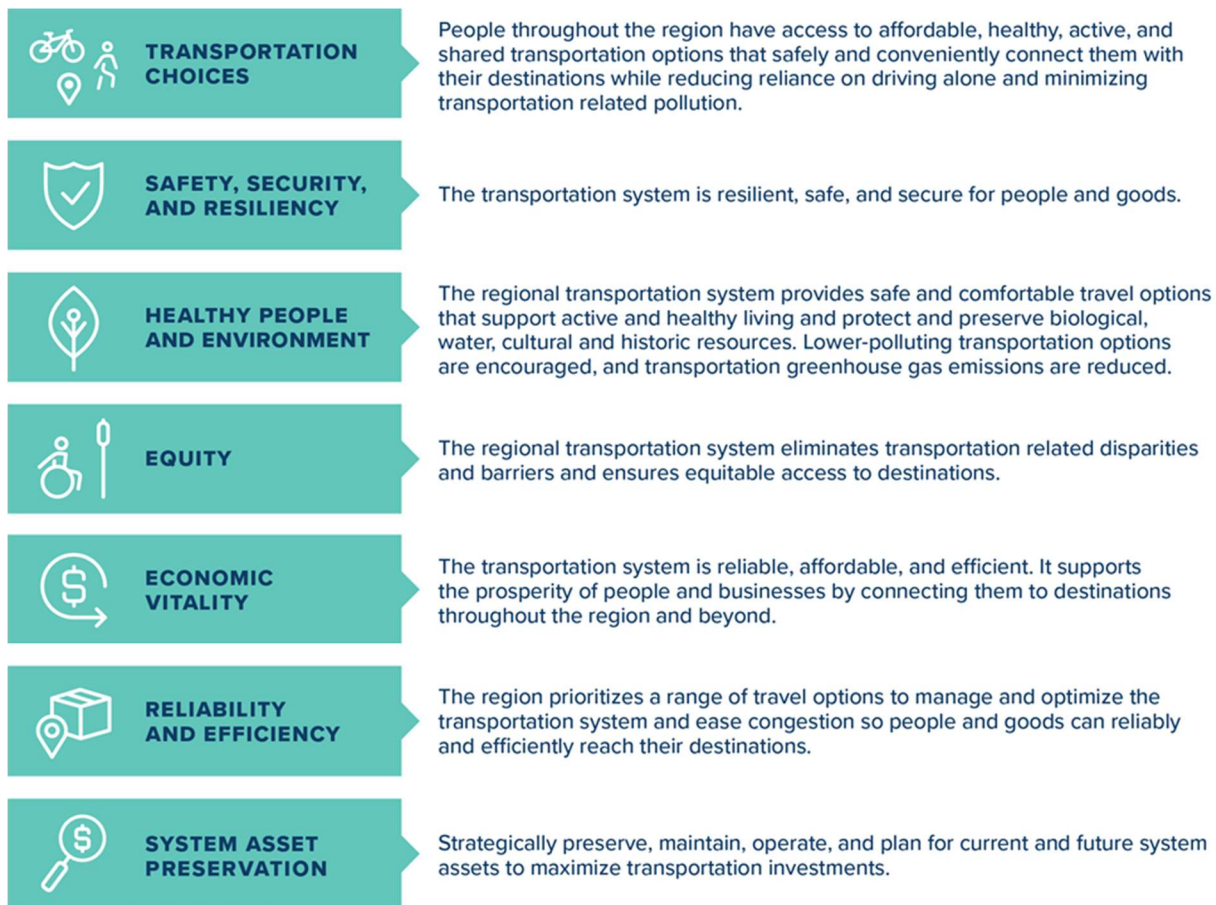 TRANSPORTATION
CHOICES
People throughout the region have access to affordable, healthy, active, and
shared transportation options that safely and conveniently connect them with
their destinations while reducing reliance on driving alone and minimizing
transportation related pollution.
SAFETY, SECURITY,
AND RESILIENCY
The transportation system is resilient, safe, and secure for people and goods.
HEALTHY PEOPLE
AND ENVIRONMENT
The regional transportation system provides safe and comfortable travel options
that support active and healthy living and protect and preserve biological,
water, cultural and historic resources. Lower-polluting transportation options
are encouraged, and transportation greenhouse gas emissions are reduced.
EQUITY
The regional transportation system eliminates transportation related disparities
and barriers and ensures equitable access to destinations.
ECONOMIC
VITALITY
The transportation system is reliable, affordable, and efficient. It supports
the prosperity of people and businesses by connecting them to destinations
throughout the region and beyond.
RELIABILITY
AND EFFICIENCY
The region prioritizes a range of travel options to manage and optimize the
transportation system and ease congestion so people and goods can reliably
and efficiently reach their destinations.
SYSTEM ASSET
PRESERVATION
Strategically preserve, maintain, operate, and plan for current and future system
assets to maximize transportation investments.